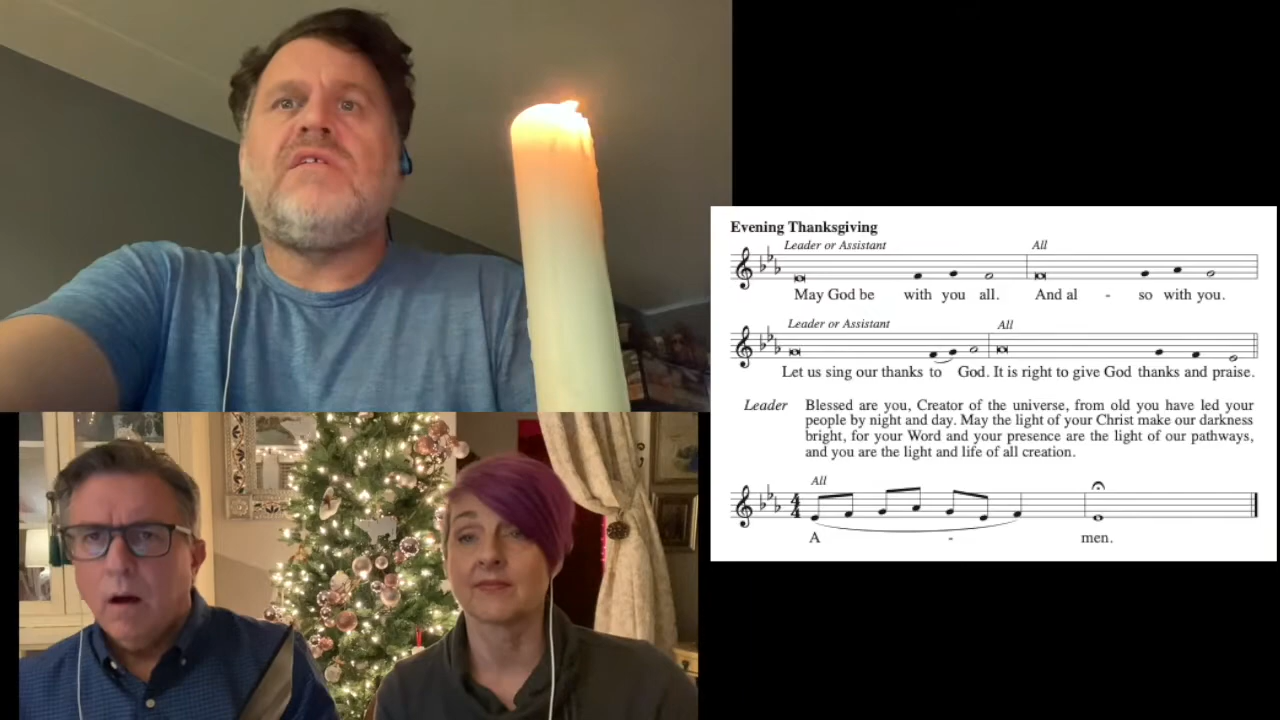 Evening Thanksgiving
Leader or Assistant All
May God be with you all. And al - so with you.
Leader or Assistant All
Let us sing our thanks to God. It is right to give God thanks and praise.
Leader Blessed are you, Creator of the universe, from old you have led your
people by night and day. May the light of your Christ make our darkness
bright, for your Word and your presence are the light of our pathways,
and you are the light and life of all creation.
All
4
4
A - men.